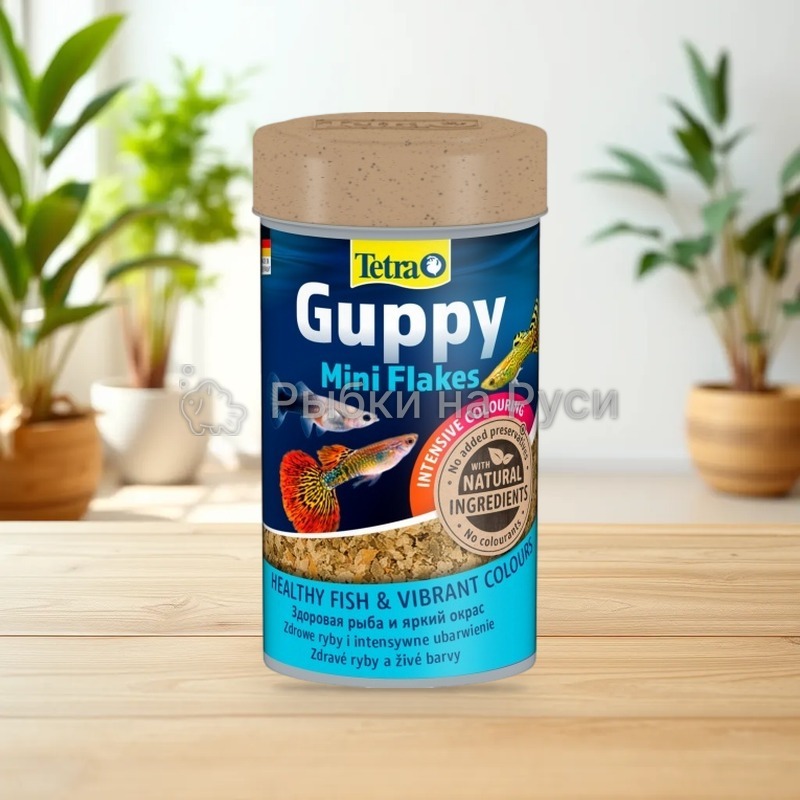 Tetra
Guppy
Mini Flakes
Рыбки на Руси
INTENSIVE COLOURING
No added preservatives
WITH
NATURAL
INGREDIENTS
No colourants
HEALTHY FISH & VIBRANT COLOURS
Здоровая рыба и яркий окрас
Zdrowe ryby i intensywne ubarwienie
Zdravé ryby a živé barvy